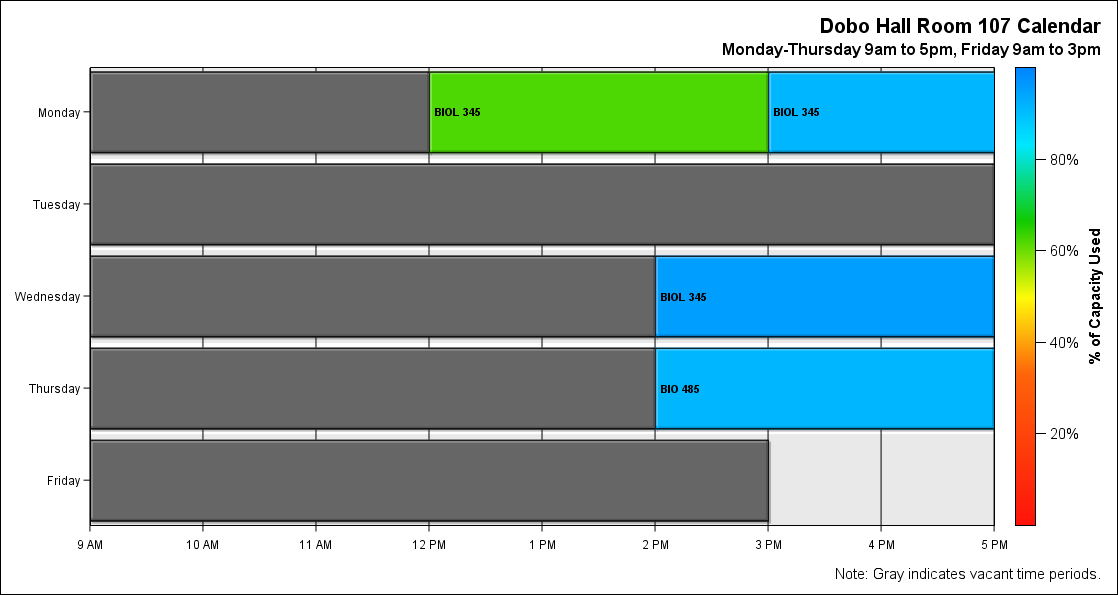 Dobo Hall Room 107 Calendar
Monday-Thursday 9am to 5pm, Friday 9am to 3pm
Monday
BIOL 345
BIOL 345
Tuesday
Wednesday
BIOL 345
Thursday
BIO 485
Friday
9 AM
10 AM
11 AM
12 PM
1 PM
2 PM
3 PM
4 PM
5 PM
80%
60%
40%
20%
% of Capacity Used
Note: Gray indicates vacant time periods.